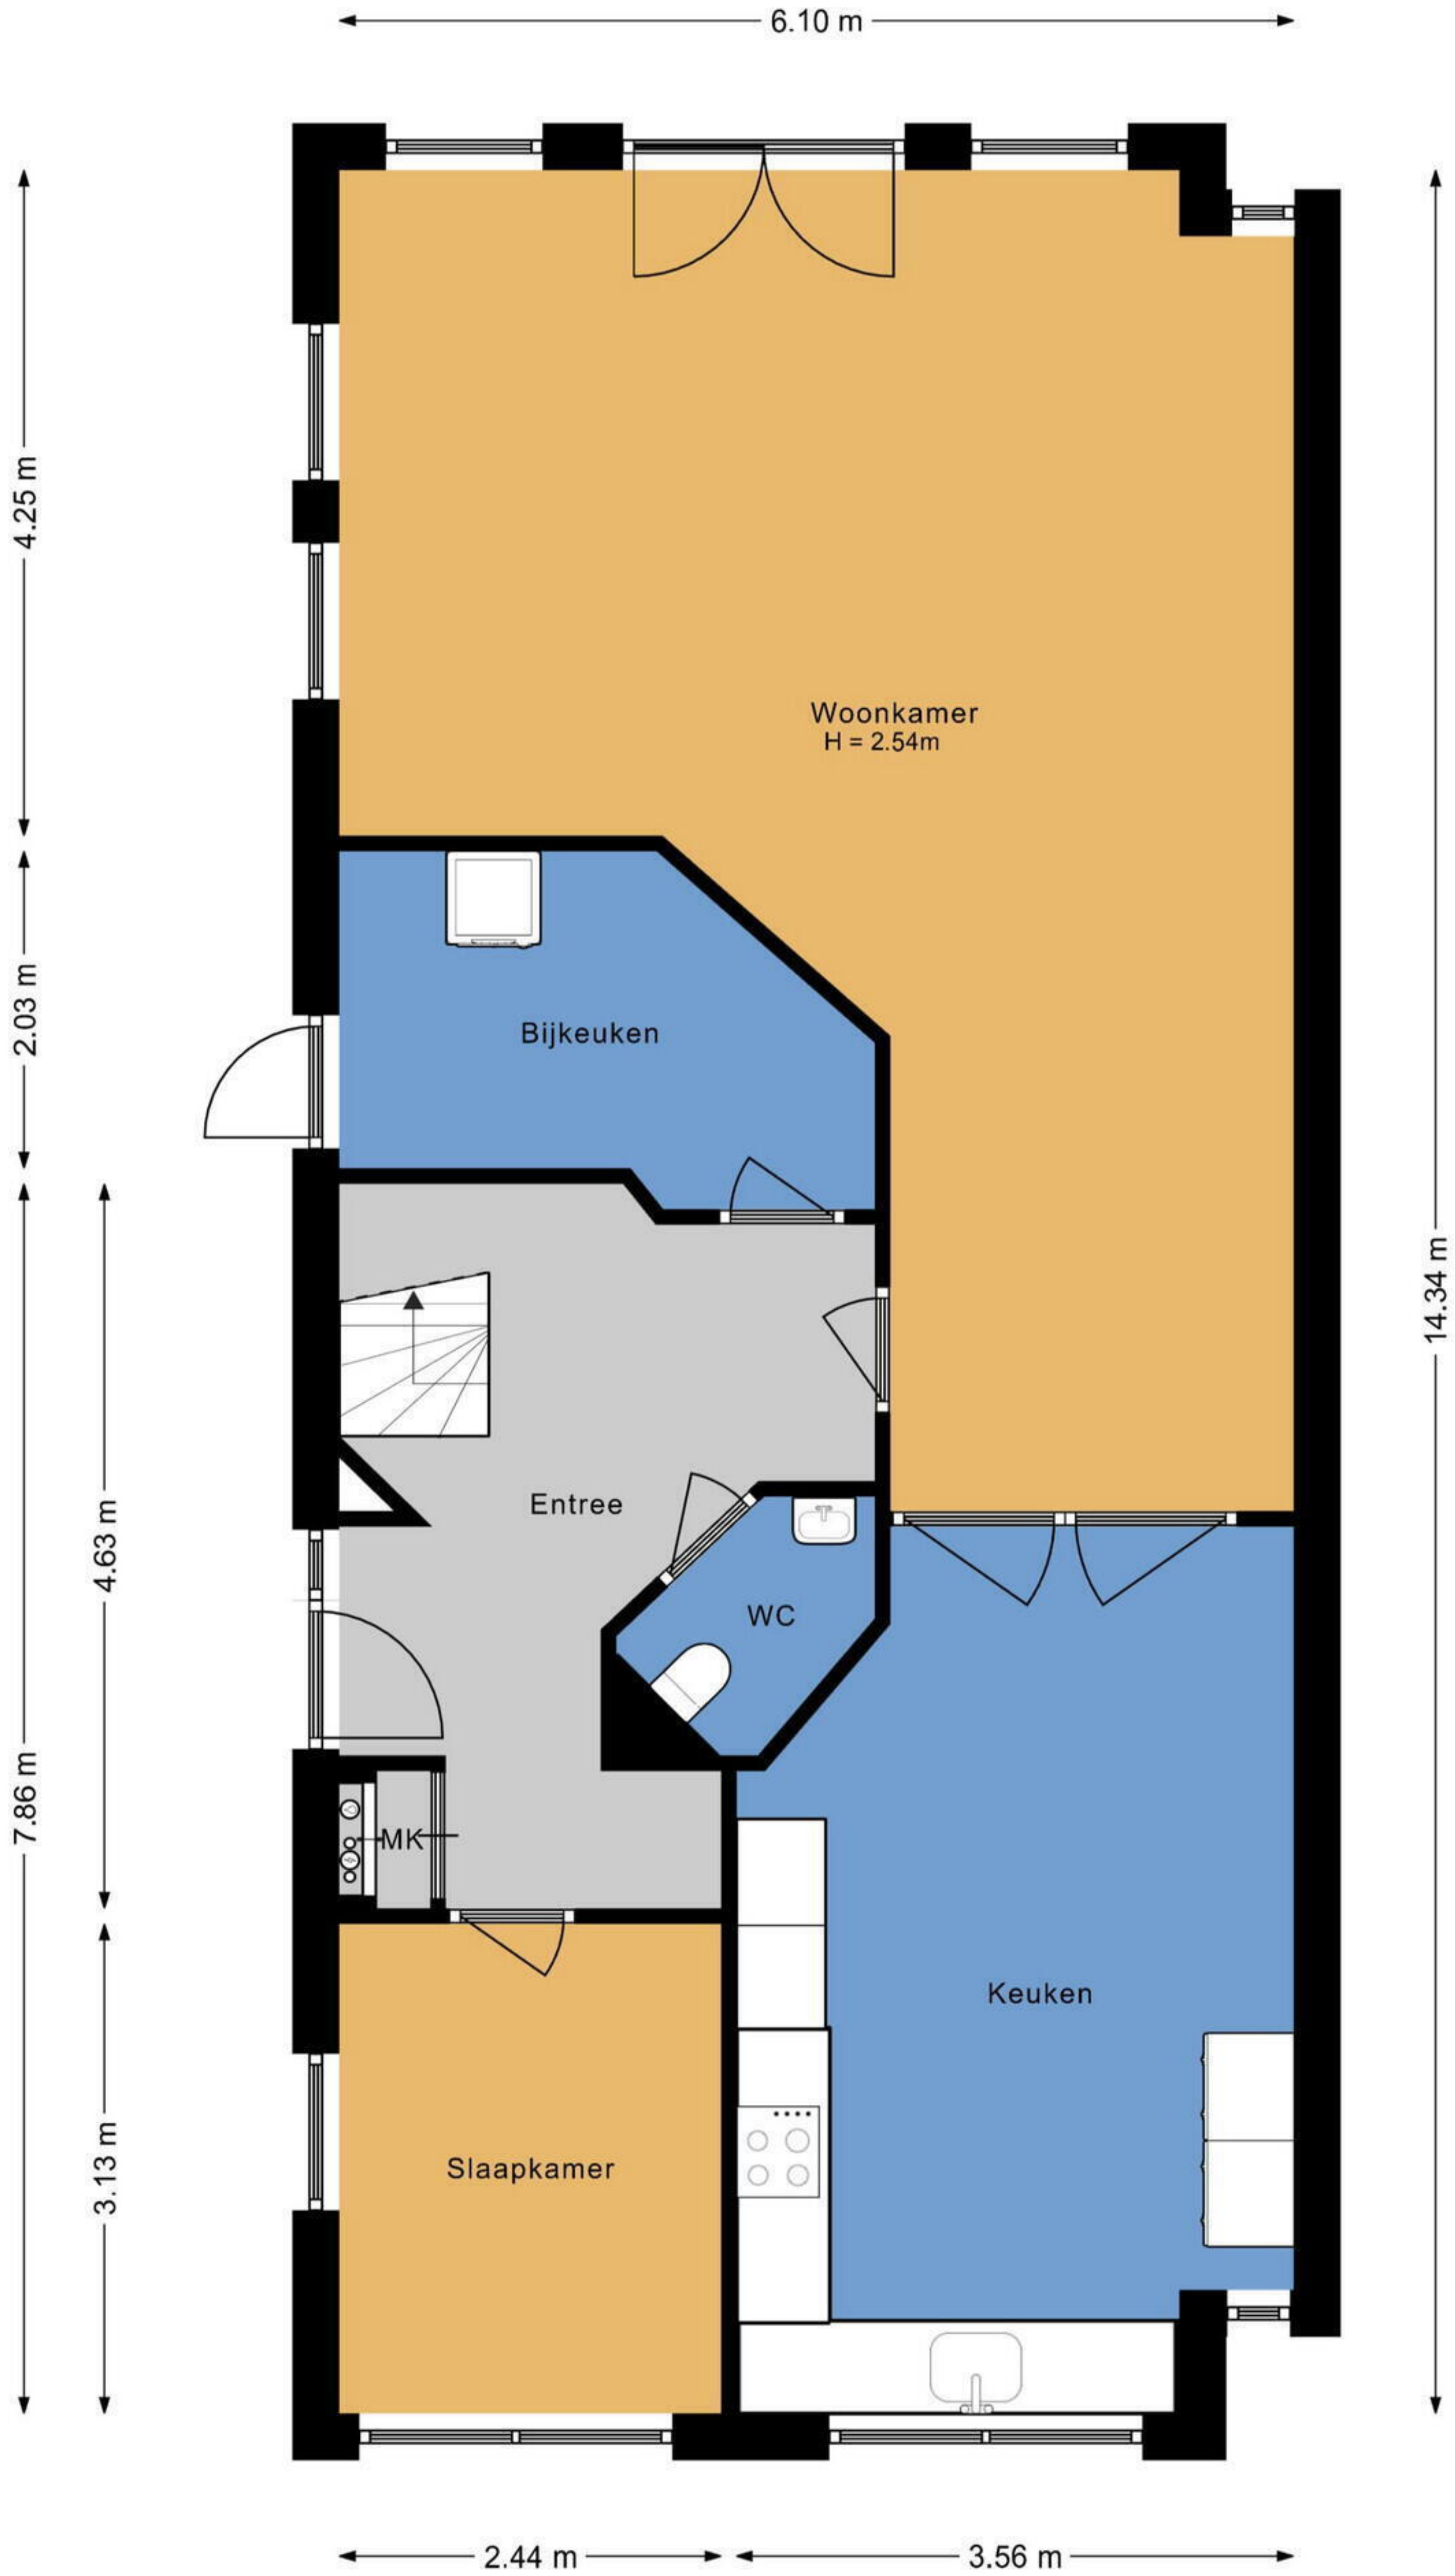 6.10 m
4.25 m
Woonkamer
H = 2.54m
2.03 m
Bijkeuken
14.34 m
Entree
4.63 m
WC
7.86 m
MK
Keuken
3.13 m
Slaapkamer
2.44 m
3.56 m